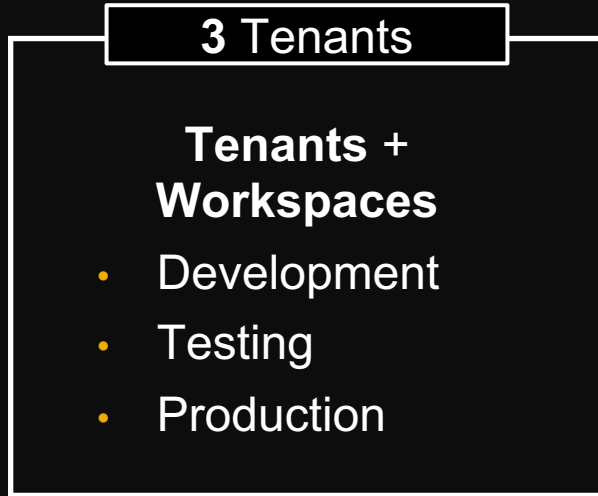 3 Tenants
Tenants +
Workspaces
• Development
• Testing
• Production